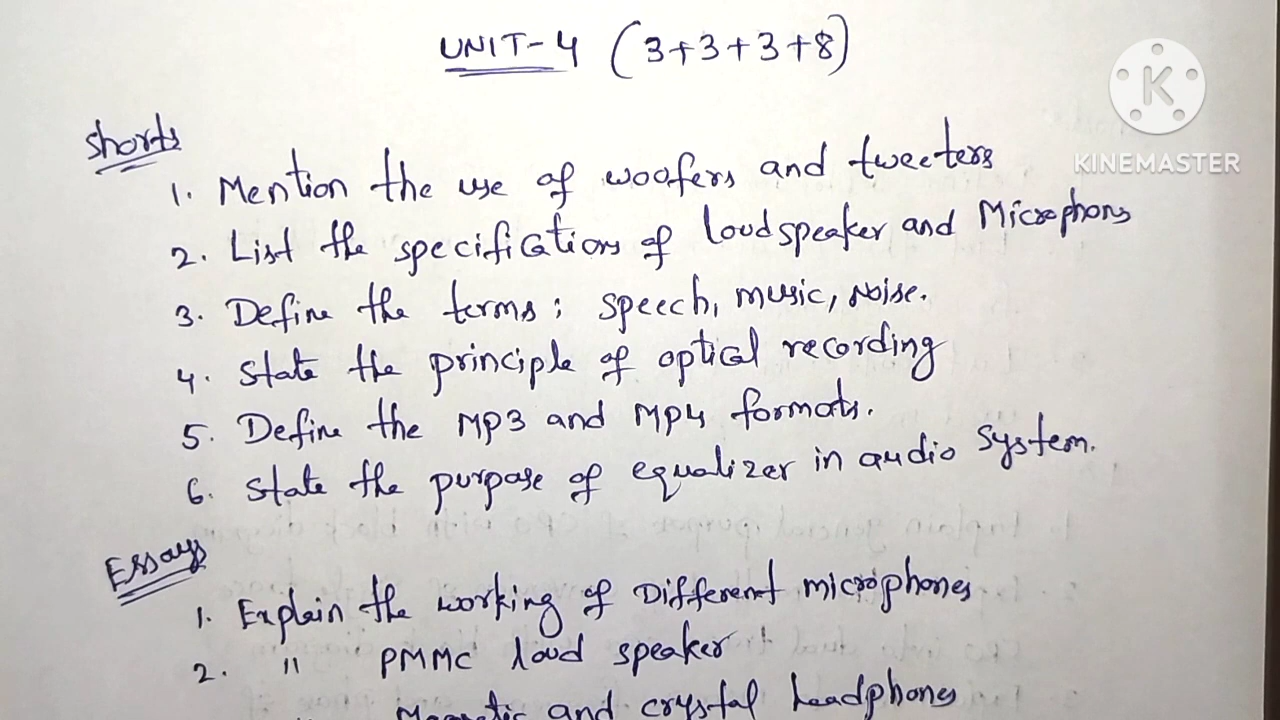 UNIT-4 (3+3+3+8)
K
KINEMASTER
Shorts
1. Mention the use of woofers and tweeters
2. List the specifications of loudspeaker and Microphons
3. Define the terms: speech, music, Noise.
4. State the principle of optical recording
5. Define the MP3 and MP4 formats.
6. State the purpose of equalizer in audio system.
Essays
1. Explain the working of Different microphones
2. " PMMC loud speaker
Magnetic and crystal headphones